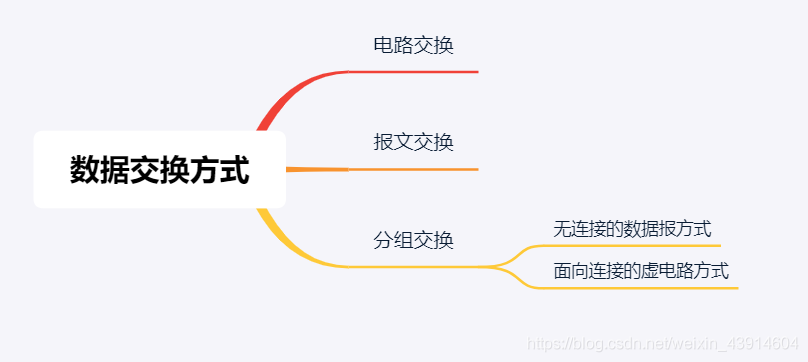 电路交换
报文交换
数据交换方式
分组交换
无连接的数据报方式
面向连接的虚电路方式
https://blog.csdn.net/weixin_43914604